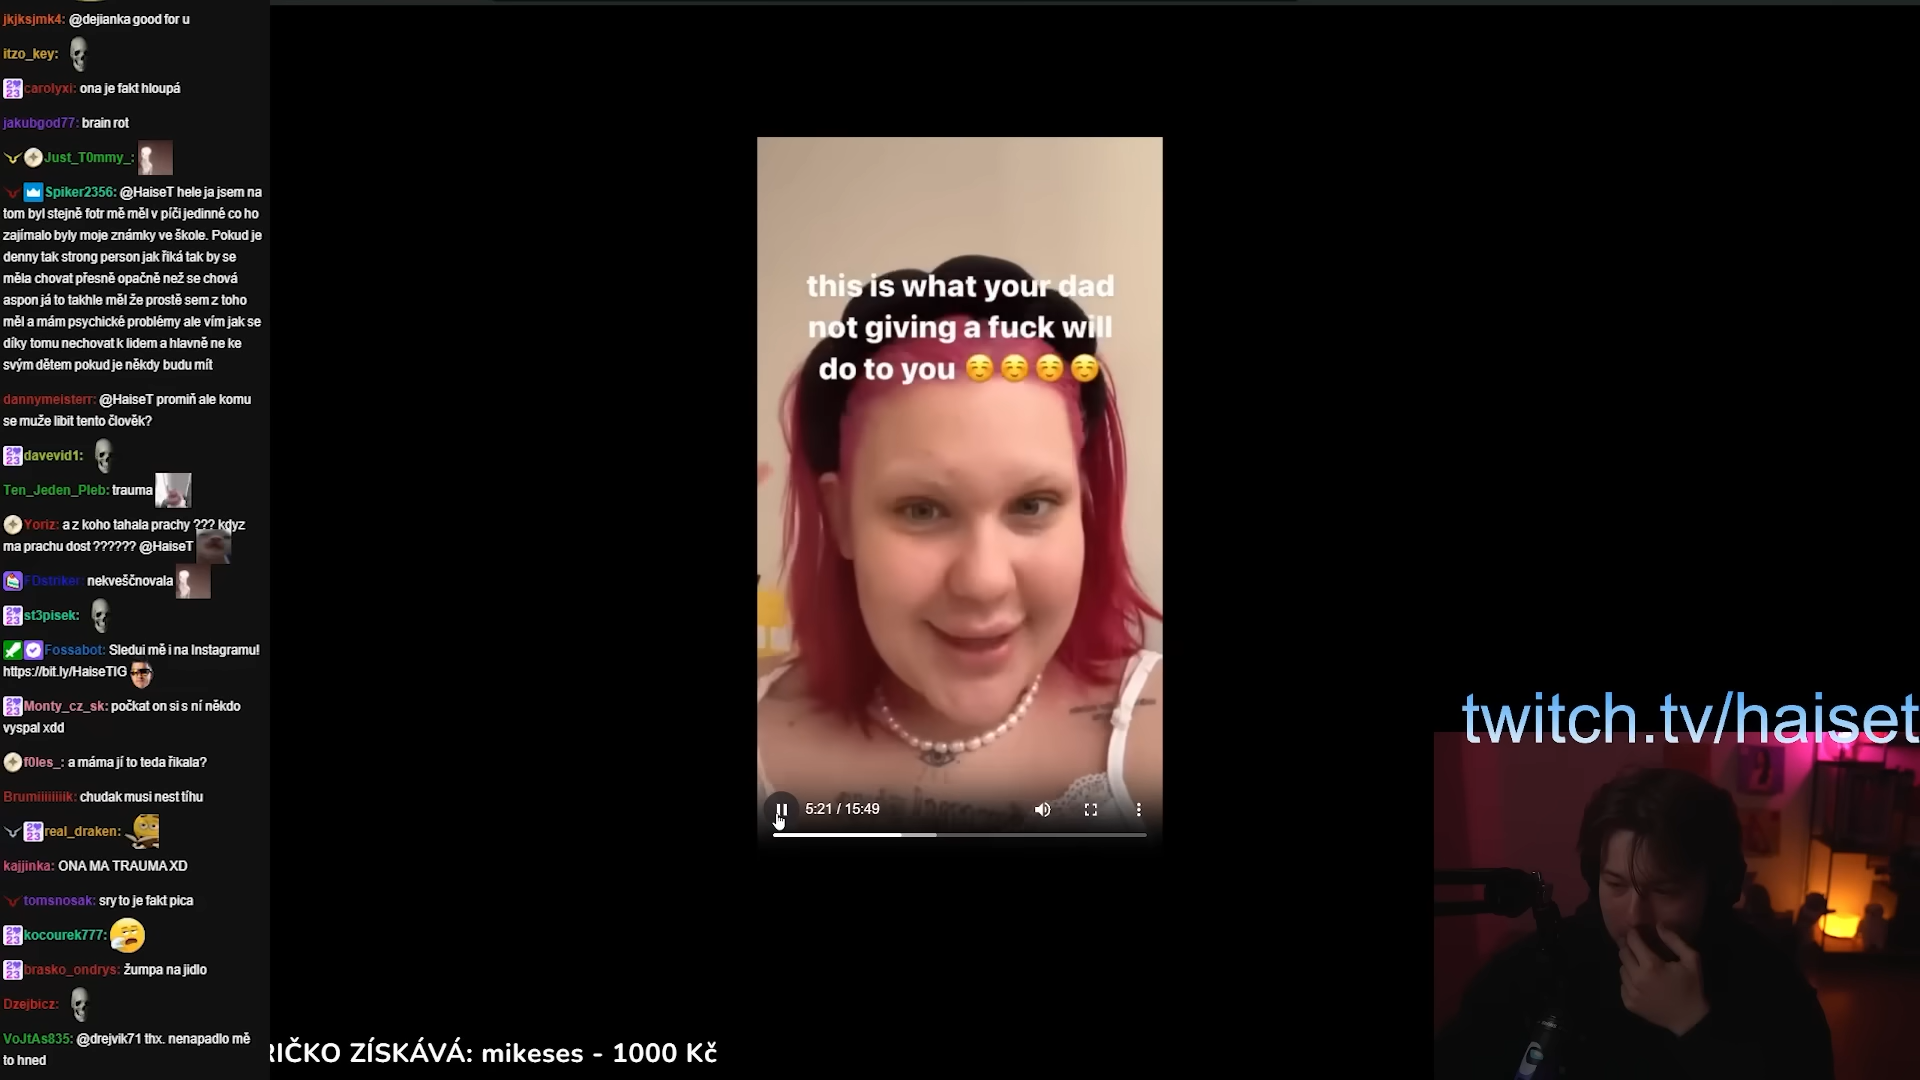 jkjksjmk4: @dejianka good for u
itzo_key:
carolyxi: ona je fakt hloupá
jakubgod77: brain rot
Just_T0mmy_:
Spiker2356: @HaiseT hele ja jsem na
tom byl stejně fotr mě měl v píči jedinné co ho
zajímalo byly moje známky ve škole. Pokud je
denny tak strong person jak řiká tak by se
měla chovat přesně opačně než se chová
aspon já to takhle měl že prostě sem z toho
měl a mám psychické problémy ale vím jak se
díky tomu nechovat k lidem a hlavně ne ke
svým dětem pokud je někdy budu mít
dannymeisterr: @HaiseT promiň ale komu
se muže libit tento člověk?
davevid1:
Ten_Jeden_Pleb: trauma
Yoriz: a z koho tahala prachy ??? kdyz
ma prachu dost ?????? @HaiseT
FDstriker: nekveščnovala
st3pisek:
Fossabot: Sleduj mě i na Instagramu!
https://bit.ly/HaiseTIG
Monty_cz_sk: počkat on si s ní někdo
vyspal xdd
f0les_: a máma jí to teda řikala?
Brumiiiiiiiik: chudak musi nest tíhu
real_draken:
kajjinka: ONA MA TRAUMA XD
tomsnosak: sry to je fakt pica
kocourek777:
brasko_ondrys: žumpa na jidlo
Dzejbicz:
VoJtAs835: @drejvik71 thx. nenapadlo mě
to hned
this is what your dad
not giving a fuck will
do to you ☺️☺️☺️☺️
5:21 / 15:49
twitch.tv/haiset
RIČKO ZÍSKÁVÁ: mikeses - 1000 Kč